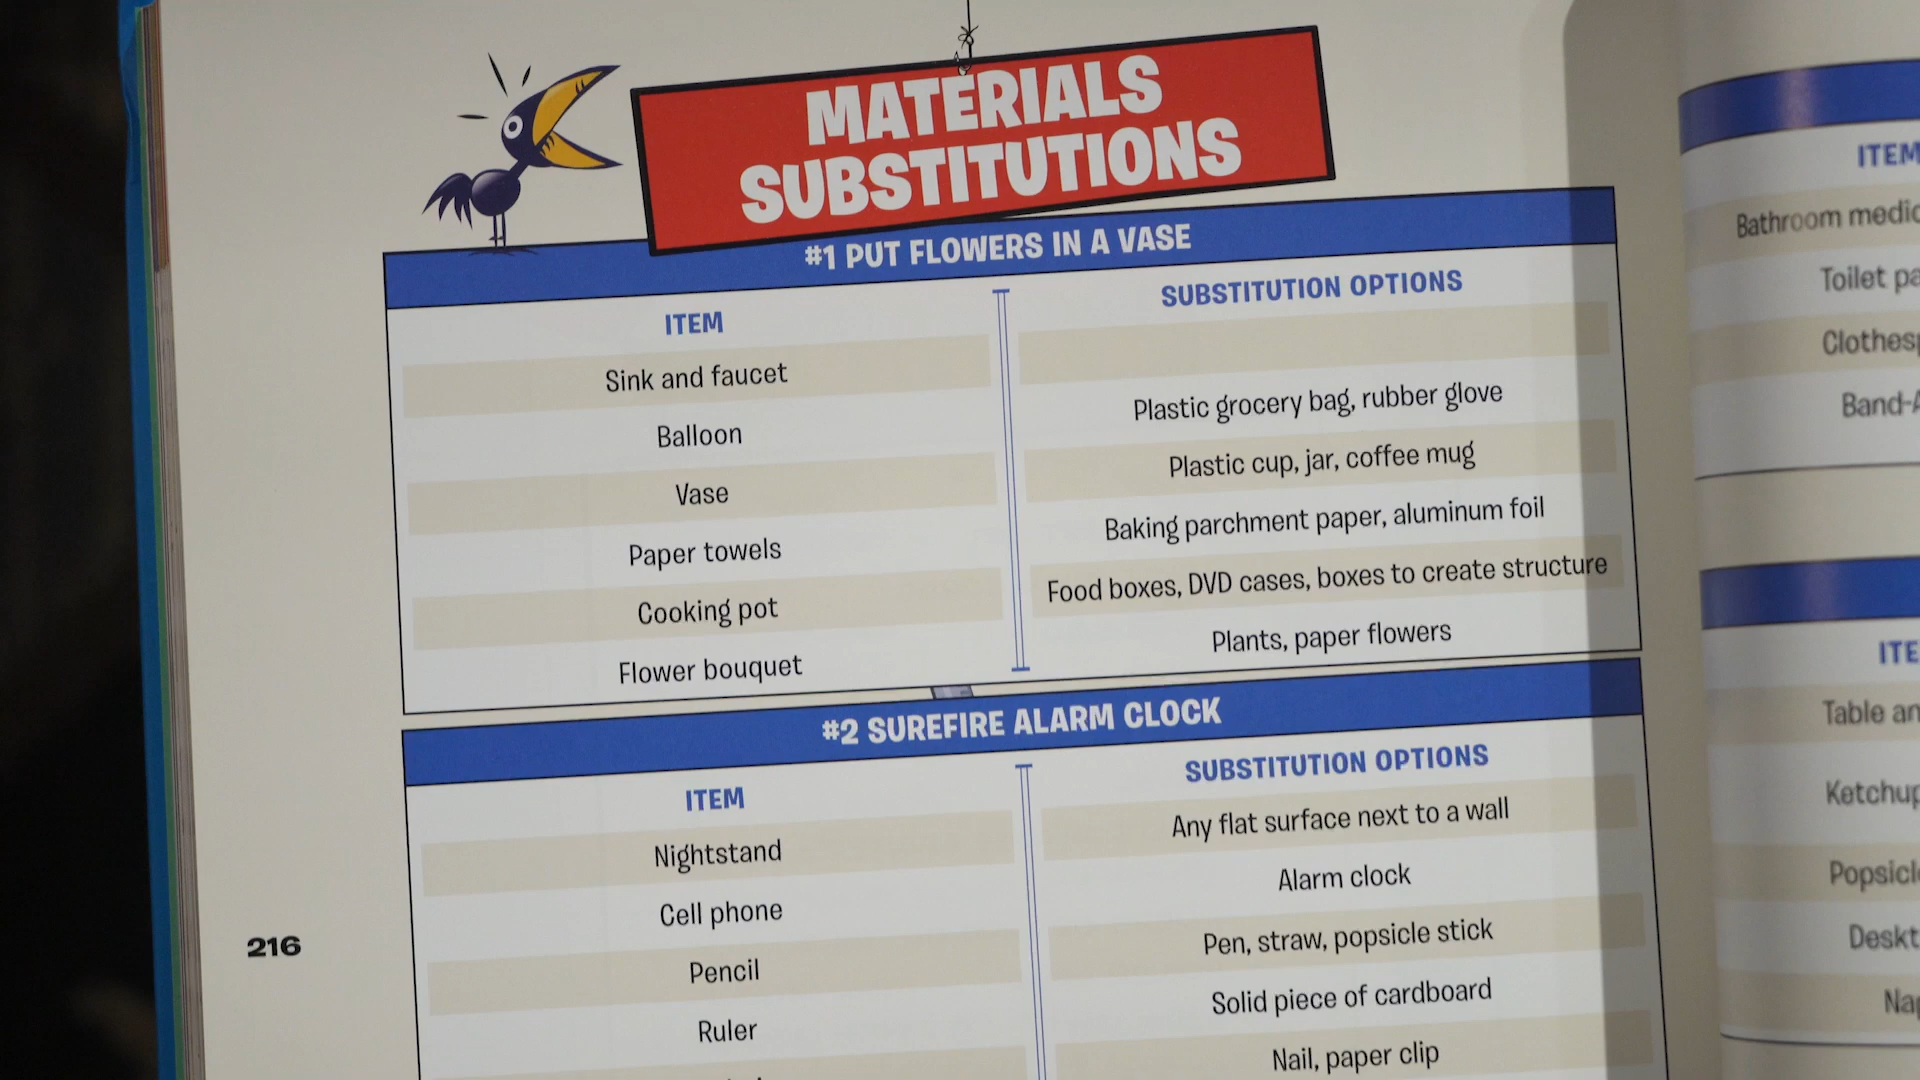 MATERIALS
SUBSTITUTIONS
#1 PUT FLOWERS IN A VASE
ITEM
SUBSTITUTION OPTIONS
Sink and faucet
Balloon
Plastic grocery bag, rubber glove
Vase
Plastic cup, jar, coffee mug
Paper towels
Baking parchment paper, aluminum foil
Cooking pot
Food boxes, DVD cases, boxes to create structure
Flower bouquet
Plants, paper flowers
#2 SUREFIRE ALARM CLOCK
ITEM
SUBSTITUTION OPTIONS
Nightstand
Any flat surface next to a wall
Cell phone
Alarm clock
Pencil
Pen, straw, popsicle stick
Ruler
Solid piece of cardboard
Nail, paper clip
216
ITEM
Bathroom
Toilet
Table